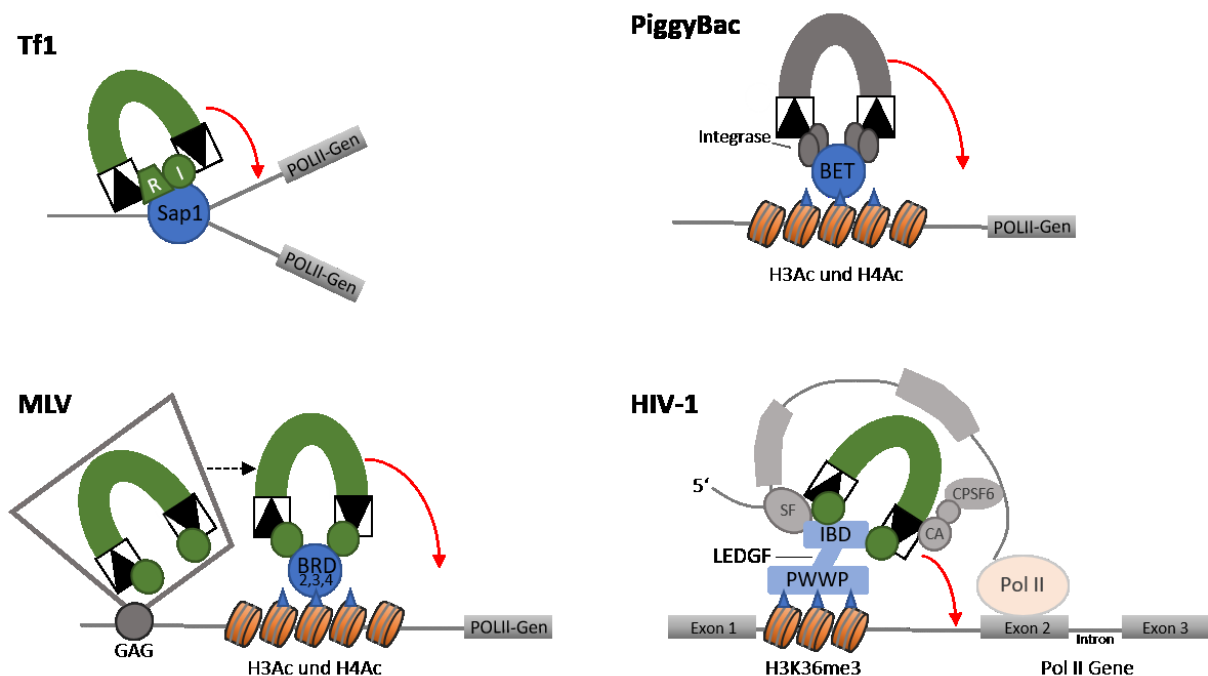 Tf1
R I
Sap1
POLII-Gen
POLII-Gen
PiggyBac
Integrase
BET
POLII-Gen
H3Ac und H4Ac
MLV
BRD
2,3,4
GAG
H3Ac und H4Ac
POLII-Gen
HIV-1
5‘
SF
IBD
CPSF6
CA
LEDGF
PWWP
Pol II
Exon 1
Exon 2
Intron
Exon 3
H3K36me3
Pol II Gene